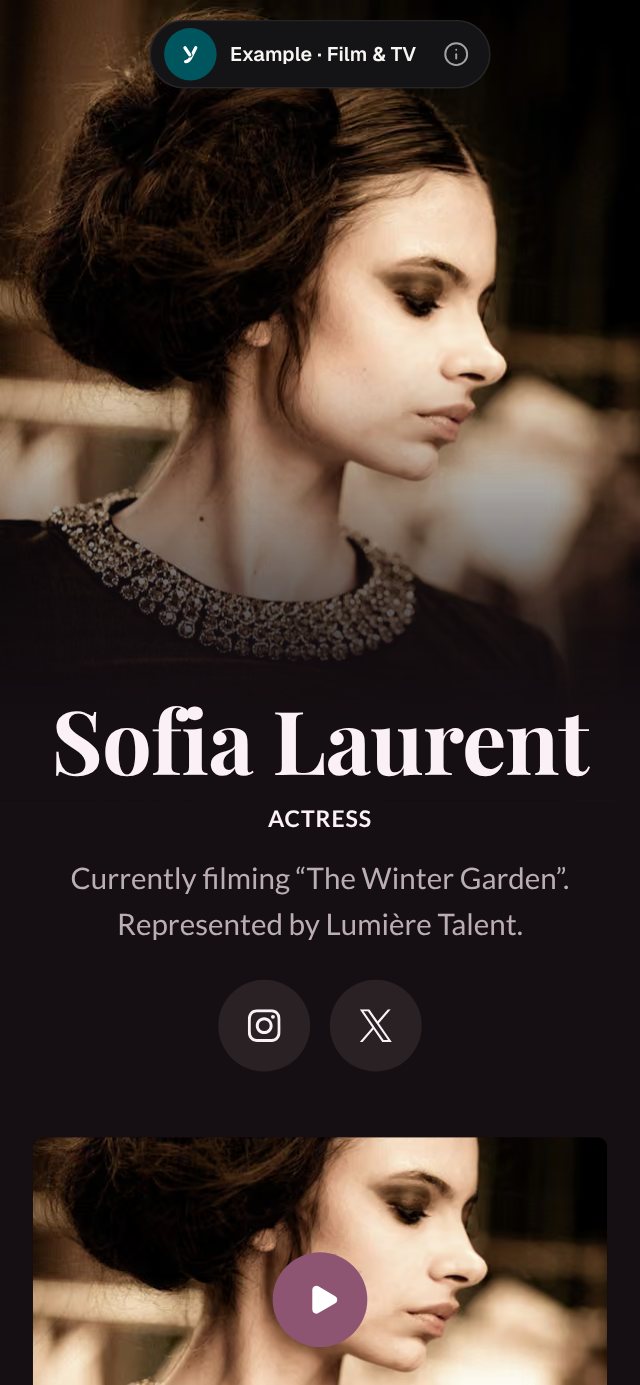 y Example · Film & TV
Sofia Laurent
ACTRESS
Currently filming “The Winter Garden”.
Represented by Lumière Talent.